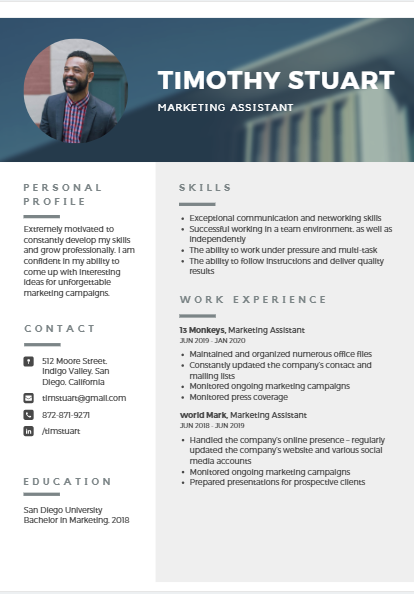 TIMOTHY STUART
MARKETING ASSISTANT
PERSONAL
PROFILE
Extremely motivated to
constantly develop my skills
and grow professionally. I am
confident in my ability to
come up with interesting
ideas for unforgettable
marketing campaigns.
CONTACT
512 Moore Street,
Indigo Valley, San
Diego, California
timstuart@gmail.com
872-871-9271
/timstuart
EDUCATION
San Diego University
Bachelor in Marketing, 2018
SKILLS
• Exceptional communication and networking skills
• Successful working in a team environment, as well as
independently
• The ability to work under pressure and multi-task
• The ability to follow instructions and deliver quality
results
WORK EXPERIENCE
13 Monkeys, Marketing Assistant
JUN 2019 - JAN 2020
• Maintained and organized numerous office files
• Constantly updated the company's contact and
mailing lists
• Monitored ongoing marketing campaigns
• Monitored press coverage
World Mark, Marketing Assistant
JUN 2018 - JUN 2019
• Handled the company's online presence – regularly
updated the company's website and various social
media accounts
• Monitored ongoing marketing campaigns
• Prepared presentations for prospective clients